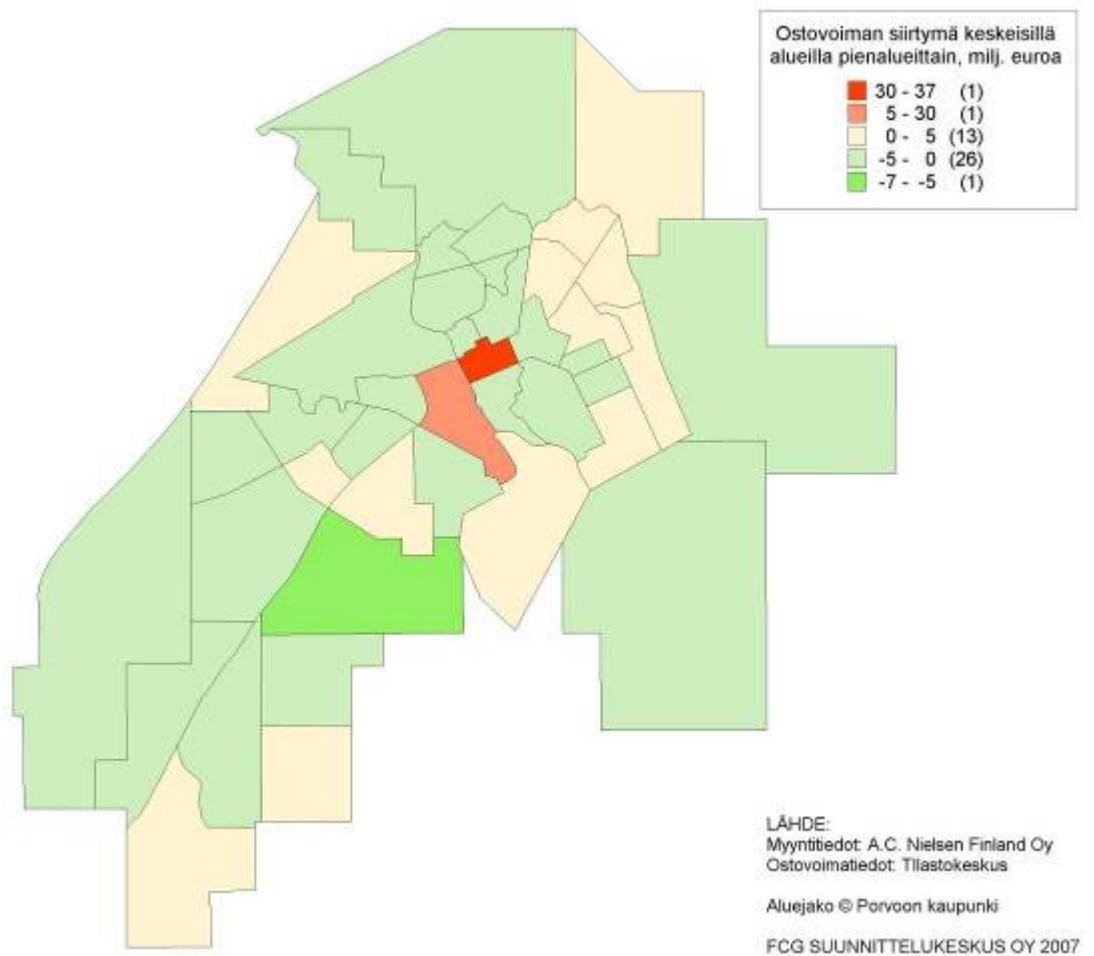 Ostovoiman siirtymä keskeisillä
alueilla pienalueittain, milj. euroa
30 - 37 (1)
5 - 30 (1)
0 - 5 (13)
-5 - 0 (26)
-7 - -5 (1)
LÄHDE:
Myyntitiedot: A.C. Nielsen Finland Oy
Ostovoimatiedot: Tllastokeskus
Aluejako © Porvoon kaupunki
FCG SUUNNITTELUKESKUS OY 2007